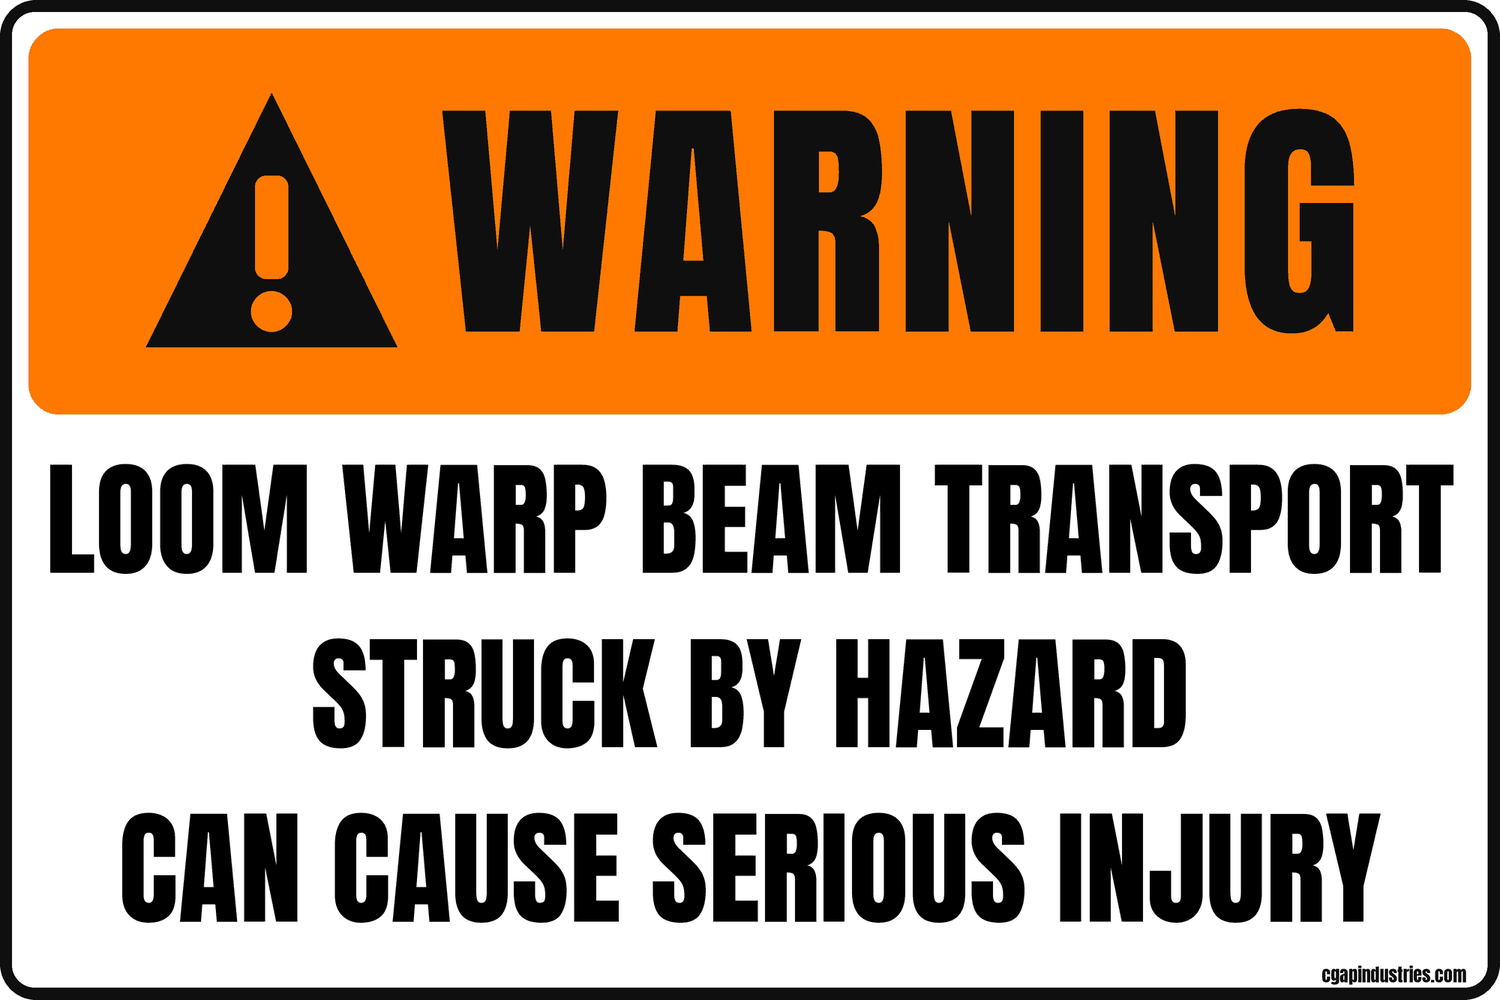 WARNING
LOOM WARP BEAM TRANSPORT
STRUCK BY HAZARD
CAN CAUSE SERIOUS INJURY
cgapindustries.com